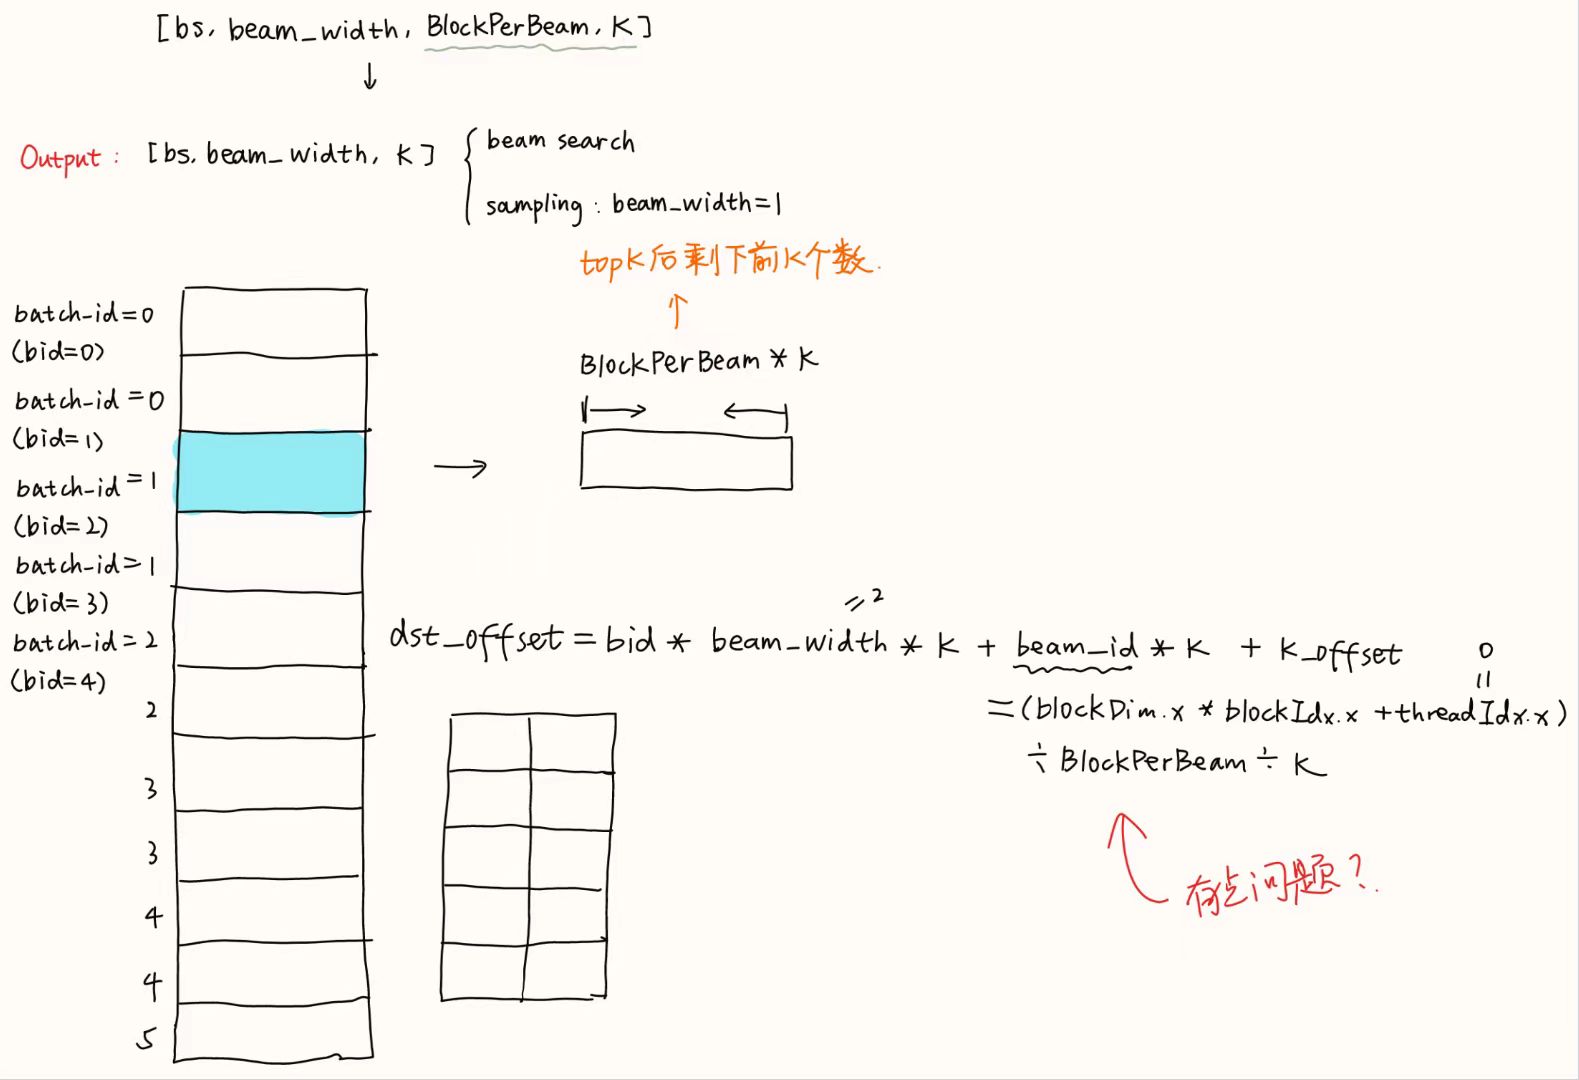 [bs, beam_width, BlockPerBeam, K]
↓
Output: [bs, beam_width, K] { beam search
sampling: beam_width=1
topK后剩下前K个数.
↑
BlockPerBeam * K
batch-id=0
(bid=0)
batch-id=0
(bid=1)
batch-id=1
(bid=2)
batch-id=1
(bid=3)
batch-id=2
(bid=4)
2
3
3
4
4
5
=2
dst_offset = bid * beam_width * K + beam_id * K + K_offset
0
=(blockDim.x * blockIdx.x + threadIdx.x)
÷ BlockPerBeam ÷ K
有点问题?